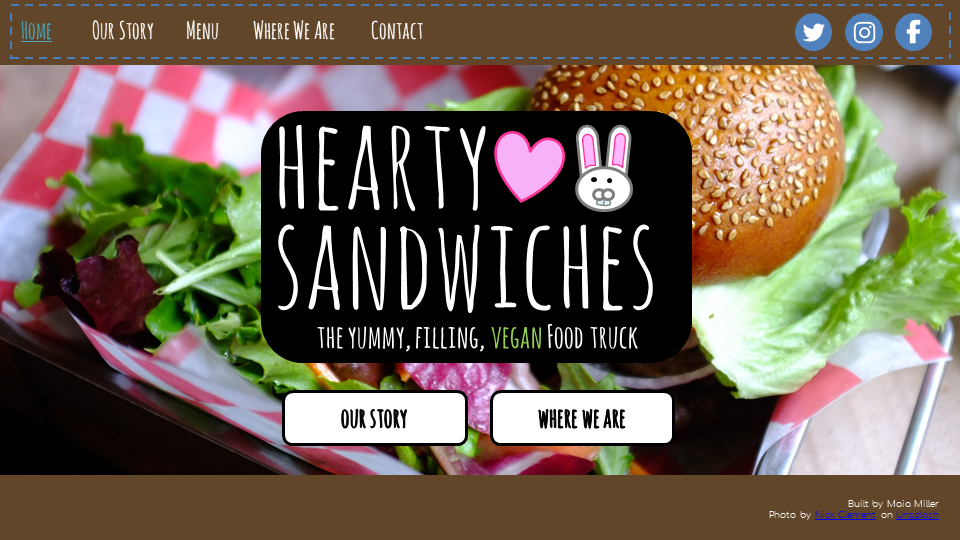 Home Our Story Menu Where We Are Contact
HEARTY
SANDWICHES
THE YUMMY, FILLING, VEGAN FOOD TRUCK
OUR STORY WHERE WE ARE
Built by Maia Miller
Photo by Nick Clement on Unsplash